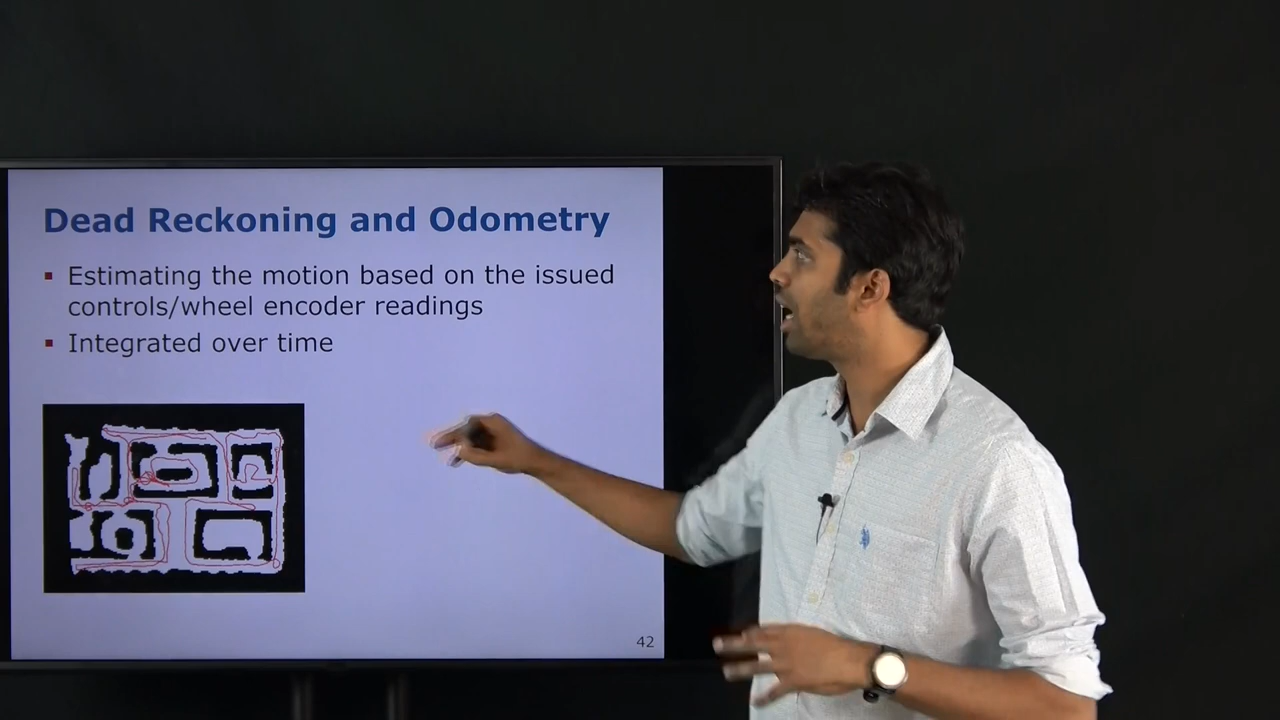 Dead Reckoning and Odometry
Estimating the motion based on the issued
controls/wheel encoder readings
Integrated over time
42